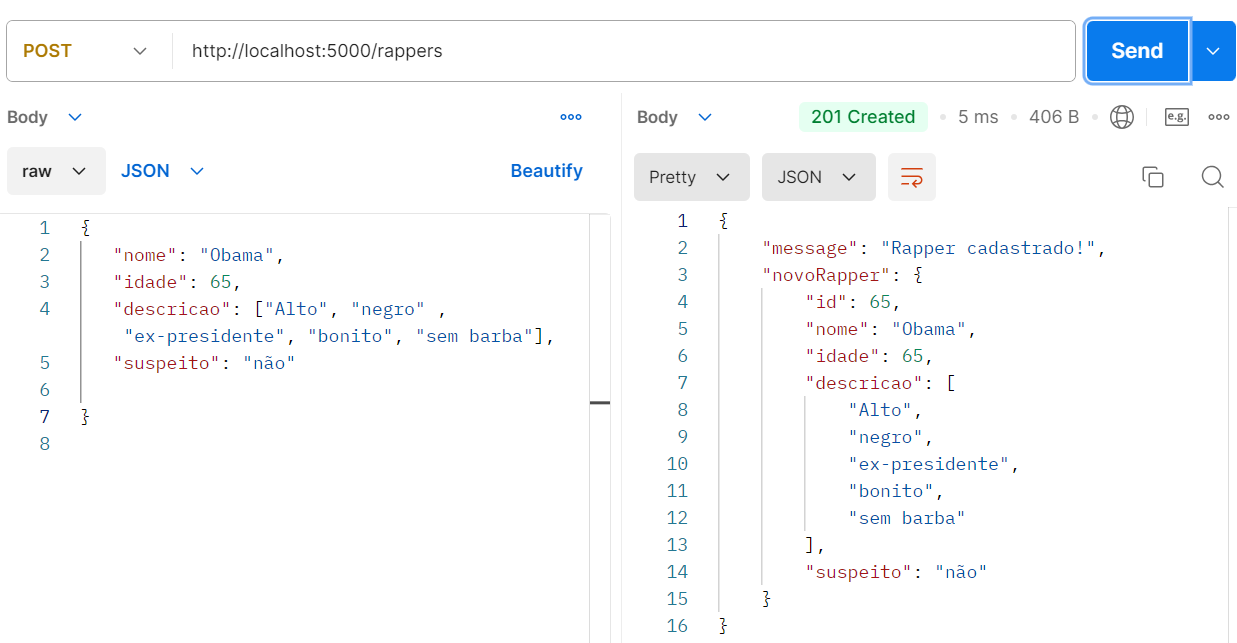 POST http://localhost:5000/rappers Send
Body
raw JSON Beautify
1 {
2 "nome": "Obama",
3 "idade": 65,
4 "descricao": ["Alto", "negro" ,
"ex-presidente", "bonito", "sem barba"],
5 "suspeito": "não"
6
7 }
8
Body 201 Created 5 ms 406 B e.g.
Pretty JSON
1 {
2 "message": "Rapper cadastrado!",
3 "novoRapper": {
4 "id": 65,
5 "nome": "Obama",
6 "idade": 65,
7 "descricao": [
8 "Alto",
9 "negro",
10 "ex-presidente",
11 "bonito",
12 "sem barba"
13 ],
14 "suspeito": "não"
15 }
16 }